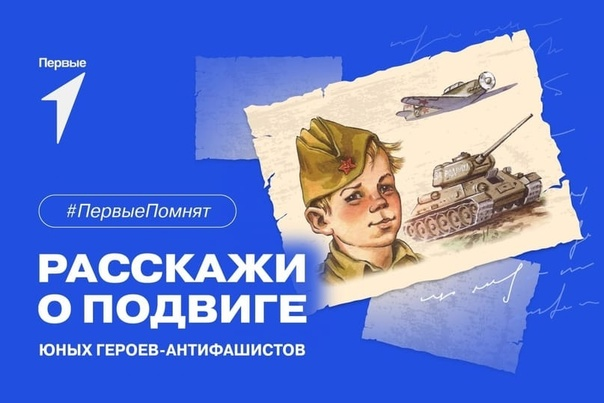 Первые
#ПервыеПомнят
РАССКАЖИ
О ПОДВИГЕ
ЮНЫХ ГЕРОЕВ-АНТИФАШИСТОВ